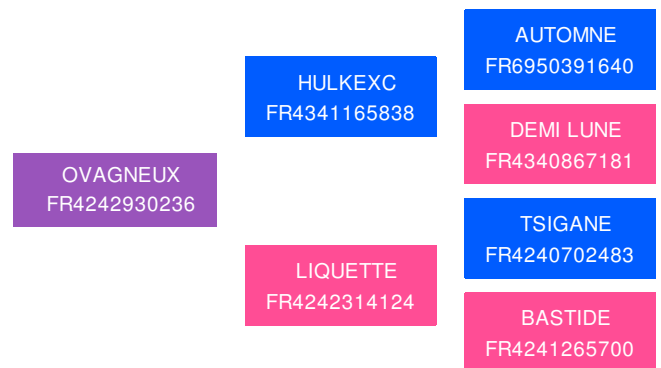 AUTOMNE
FR6950391640
HULKEXC
FR4341165838
DEMI LUNE
FR4340867181
OVAGNEUX
FR4242930236
TSIGANE
FR4240702483
LIQUETTE
FR4242314124
BASTIDE
FR4241265700